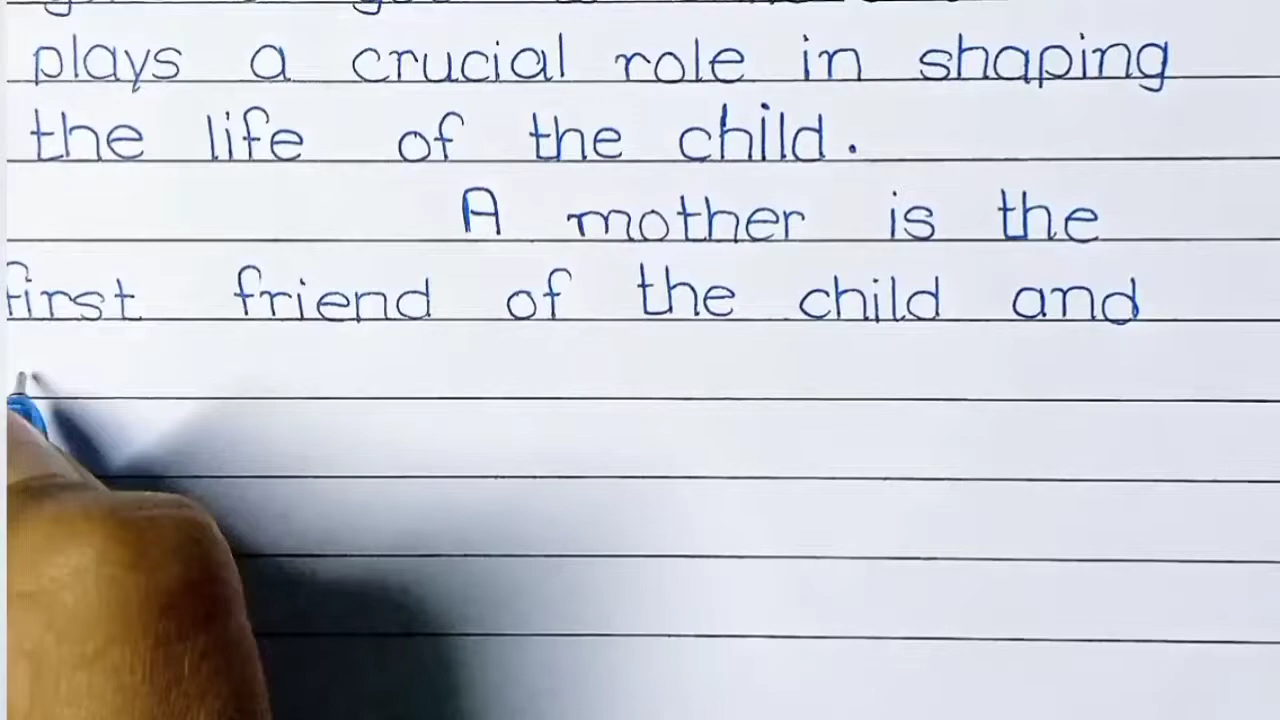 plays a crucial role in shaping
the life of the child.
A mother is the
first friend of the child and